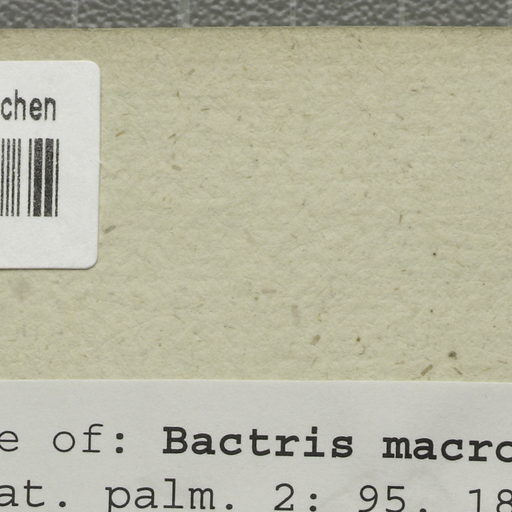 chen
e of: Bactris macro
at. palm. 2: 95. 18